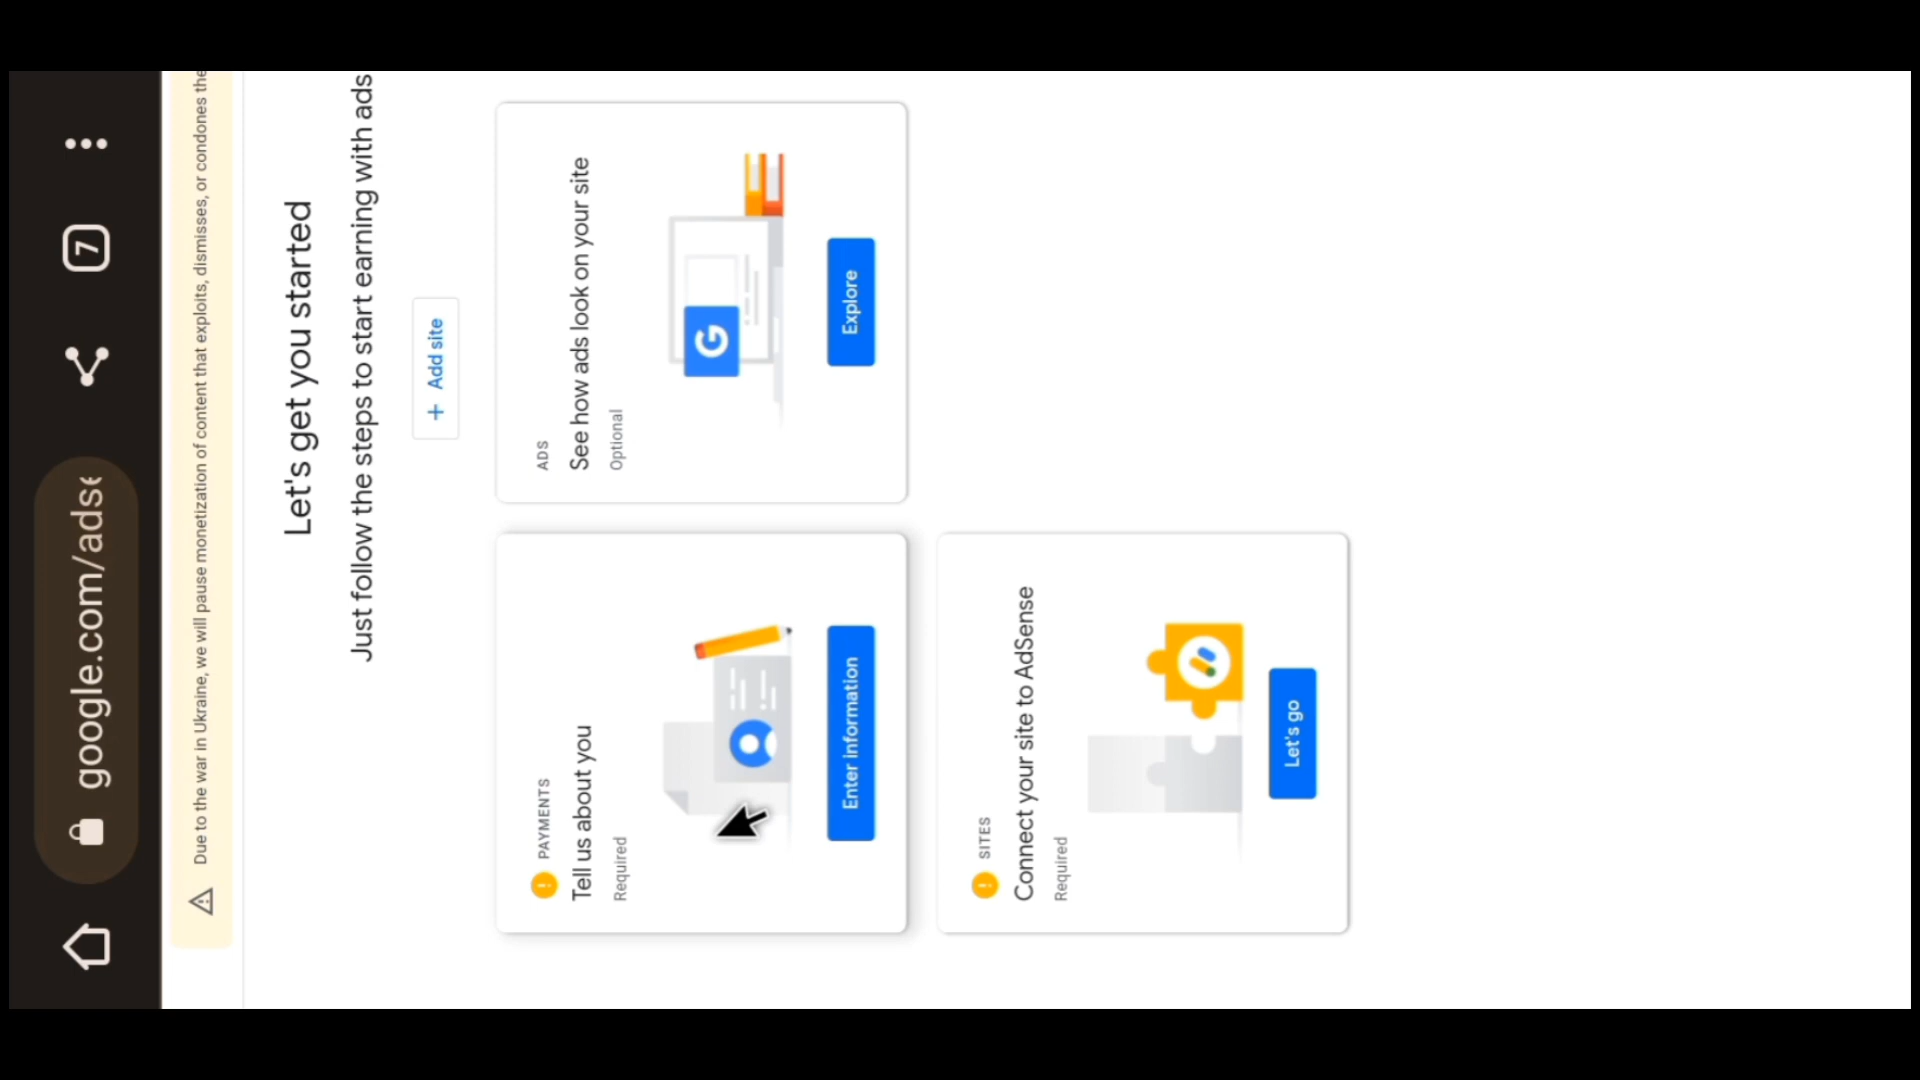 google.com/adse
7
Due to the war in Ukraine, we will pause monetization of content that exploits, dismisses, or condones the
Let's get you started
Just follow the steps to start earning with ads
+ Add site
PAYMENTS
Tell us about you
Required
Enter information
ADS
See how ads look on your site
Optional
G
Explore
SITES
Connect your site to AdSense
Required
Let's go